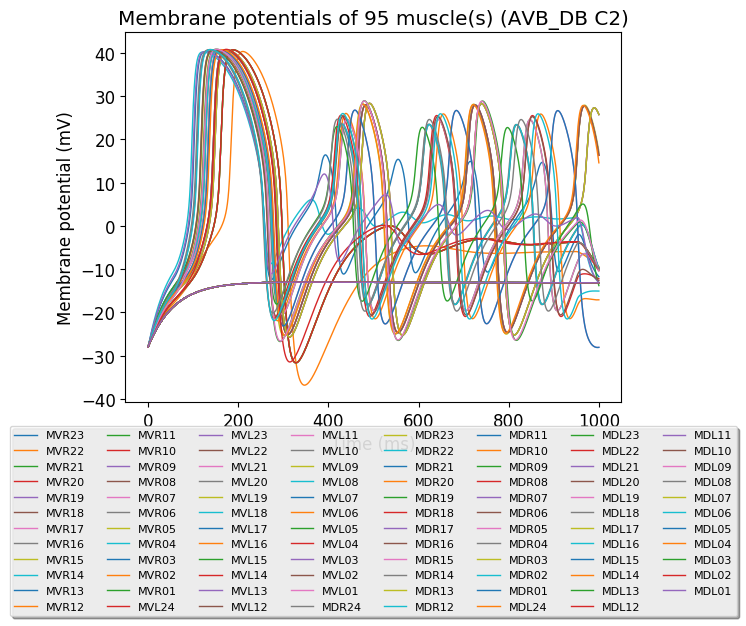 Membrane potentials of 95 muscle(s) (AVB_DB C2)
Membrane potential (mV)
40
30
20
10
0
−10
−20
−30
−40
0 200 400 600 800 1000
Time (ms)
MVR23 MVR11 MVL23 MVL11 MDR23 MDR11 MDL23 MDL11
MVR22 MVR10 MVL22 MVL10 MDR22 MDR10 MDL22 MDL10
MVR21 MVR09 MVL21 MVL09 MDR21 MDR09 MDL21 MDL09
MVR20 MVR08 MVL20 MVL08 MDR20 MDR08 MDL20 MDL08
MVR19 MVR07 MVL19 MVL07 MDR19 MDR07 MDL19 MDL07
MVR18 MVR06 MVL18 MVL06 MDR18 MDR06 MDL18 MDL06
MVR17 MVR05 MVL17 MVL05 MDR17 MDR05 MDL17 MDL05
MVR16 MVR04 MVL16 MVL04 MDR16 MDR04 MDL16 MDL04
MVR15 MVR03 MVL15 MVL03 MDR15 MDR03 MDL15 MDL03
MVR14 MVR02 MVL14 MVL02 MDR14 MDR02 MDL14 MDL02
MVR13 MVR01 MVL13 MVL01 MDR13 MDR01 MDL13 MDL01
MVR12 MVL24 MVL12 MDR24 MDR12 MDL24 MDL12